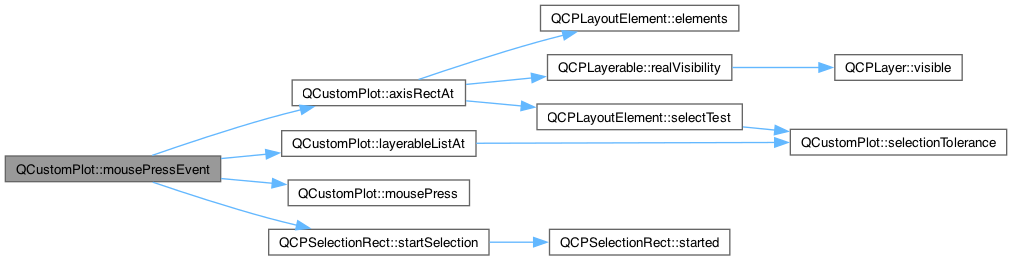 QCPLayoutElement::elements
QCPLayerable::realVisibility
QCPLayer::visible
QCustomPlot::axisRectAt
QCPLayoutElement::selectTest
QCustomPlot::layerableListAt
QCustomPlot::selectionTolerance
QCustomPlot::mousePressEvent
QCustomPlot::mousePress
QCPSelectionRect::startSelection
QCPSelectionRect::started